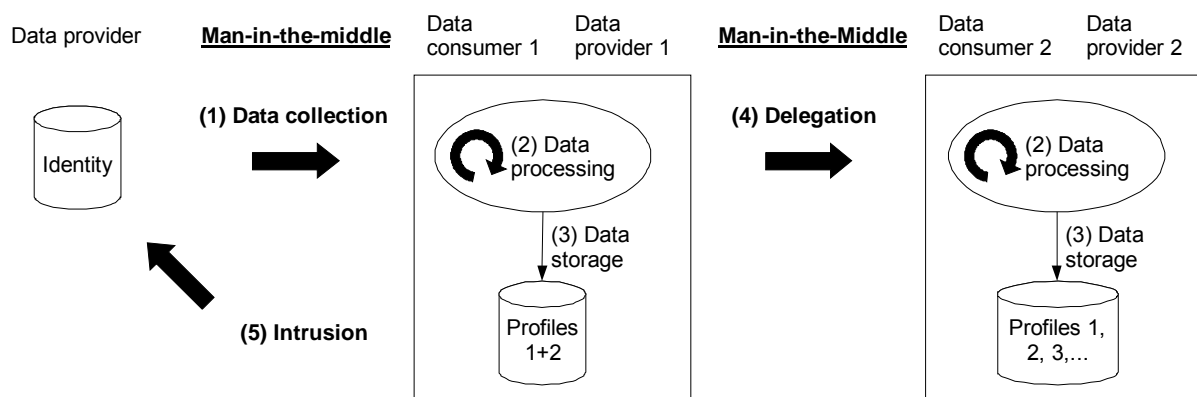 Data provider
Man-in-the-middle
Data
consumer 1
Data
provider 1
Man-in-the-Middle
Data
consumer 2
Data
provider 2
(1) Data collection
(4) Delegation
Identity
(2) Data
processing
(2) Data
processing
(3) Data
storage
(3) Data
storage
(5) Intrusion
Profiles
1+2
Profiles 1,
2, 3,...